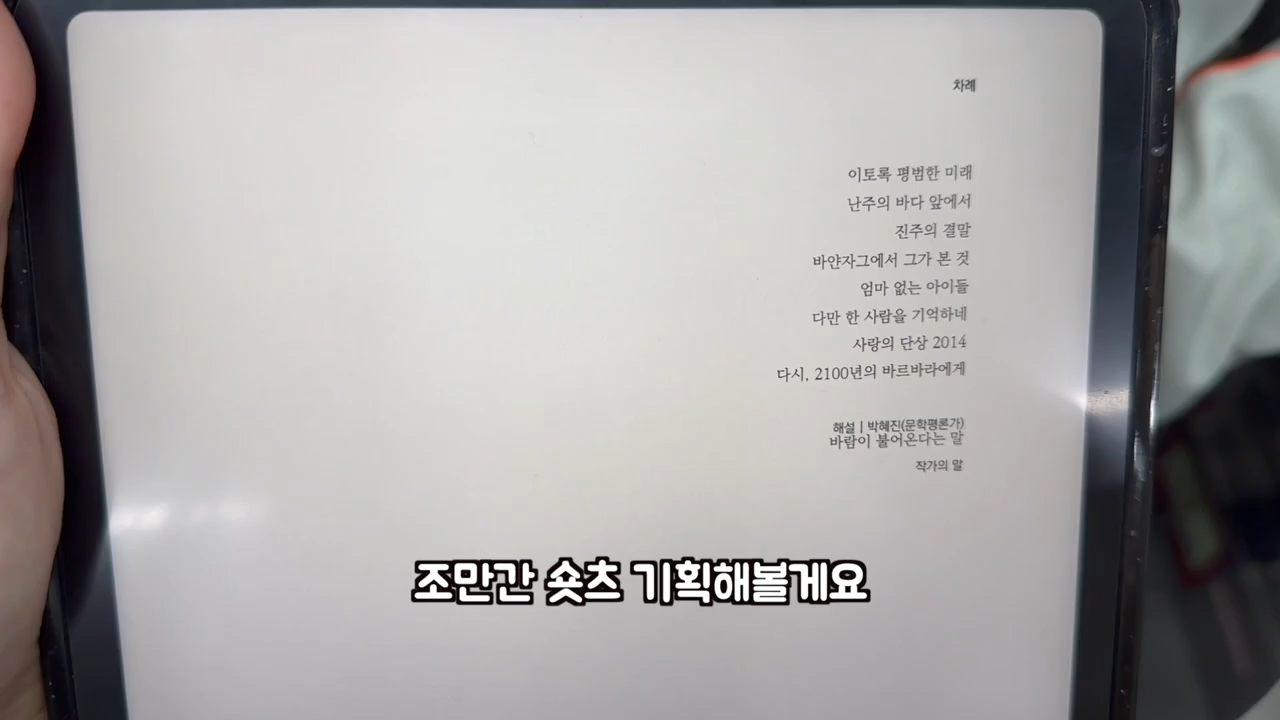 차례
이토록 평범한 미래
난주의 바다 앞에서
진주의 결말
바얀자그에서 그가 본 것
엄마 없는 아이들
다만 한 사람을 기억하네
사랑의 단상 2014
다시, 2100년의 바르바라에게
해설 | 박혜진(문학평론가)
바람이 불어온다는 말
작가의 말
조만간 숏츠 기획해볼게요